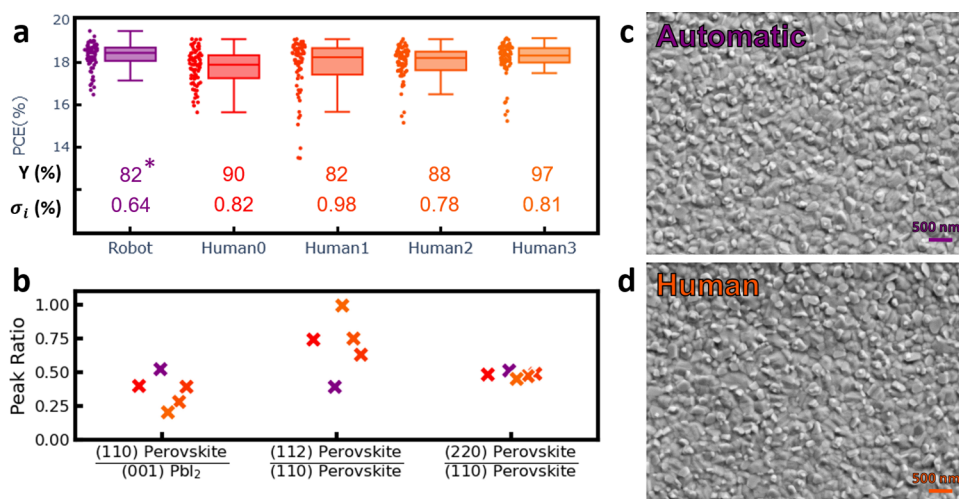 a
20
18
16
14
PCE(%)
Y (%)
82*
90
82
88
97
σi (%)
0.64
0.82
0.98
0.78
0.81
Robot
Human0
Human1
Human2
Human3
b
Peak Ratio
1.00
0.75
0.50
0.25
0.00
(110) Perovskite
(001) PbI₂
(112) Perovskite
(110) Perovskite
(220) Perovskite
(110) Perovskite
c
Automatic
500 nm
d
Human
500 nm